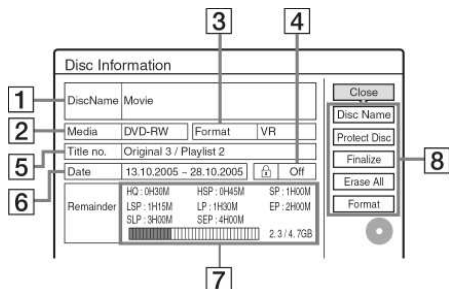 3 4
Disc Information
1 DiscName Movie
Close
Disc Name
2 Media DVD-RW Format VR
Protect Disc
5 Title no. Original 3 / Playlist 2
Finalize
8
6 Date 13.10.2005 ~ 28.10.2005 Off
Erase All
Remainder
HQ : 0H30M HSP : 0H45M SP : 1H00M
Format
LSP : 1H15M LP : 1H30M EP : 2H00M
SLP : 3H00M SEP : 4H00M
2.3 / 4.7GB
7